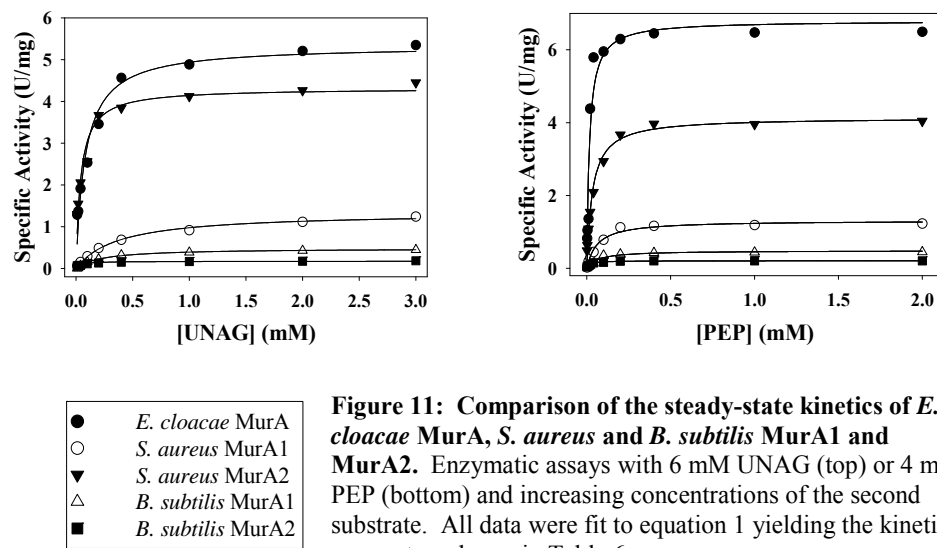 Specific Activity (U/mg)
6
5
4
3
2
1
0
0.0 0.5 1.0 1.5 2.0 2.5 3.0
[UNAG] (mM)
Specific Activity (U/mg)
6
4
2
0
0.0 0.5 1.0 1.5 2.0
[PEP] (mM)
E. cloacae MurA
S. aureus MurA1
S. aureus MurA2
B. subtilis MurA1
B. subtilis MurA2
Figure 11: Comparison of the steady-state kinetics of E.
cloacae MurA, S. aureus and B. subtilis MurA1 and
MurA2. Enzymatic assays with 6 mM UNAG (top) or 4 m
PEP (bottom) and increasing concentrations of the second
substrate. All data were fit to equation 1 yielding the kineti